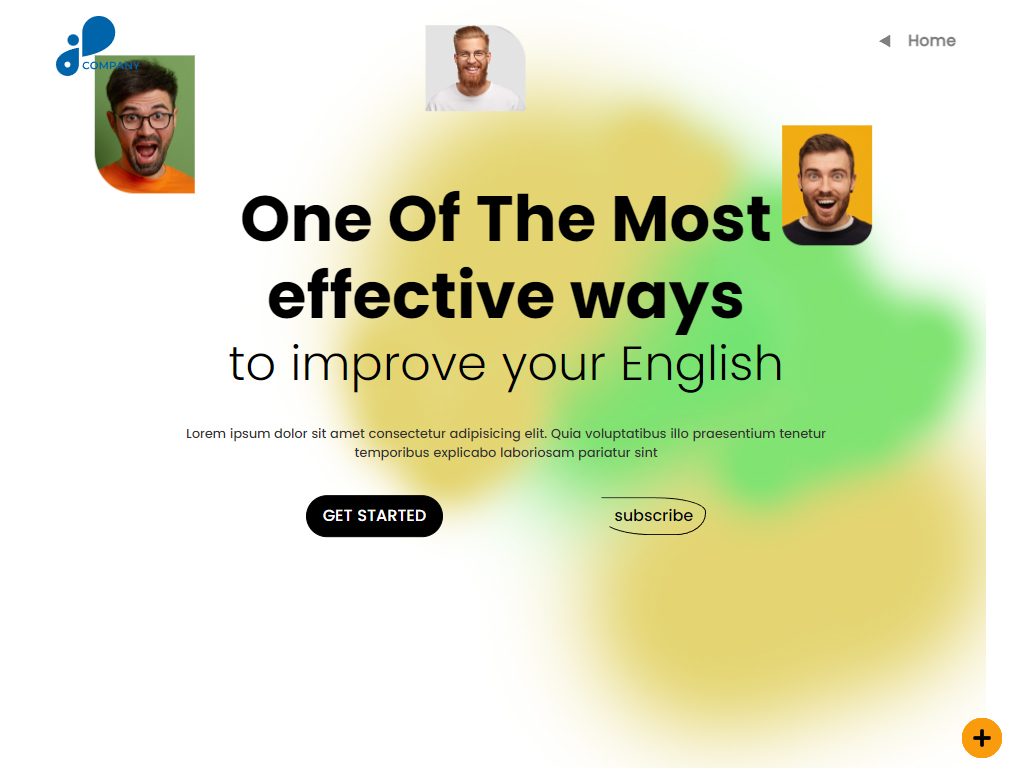 COMPANY
Home
One Of The Most
effective ways
to improve your English
Lorem ipsum dolor sit amet consectetur adipisicing elit. Quia voluptatibus illo praesentium tenetur
temporibus explicabo laboriosam pariatur sint
GET STARTED
subscribe